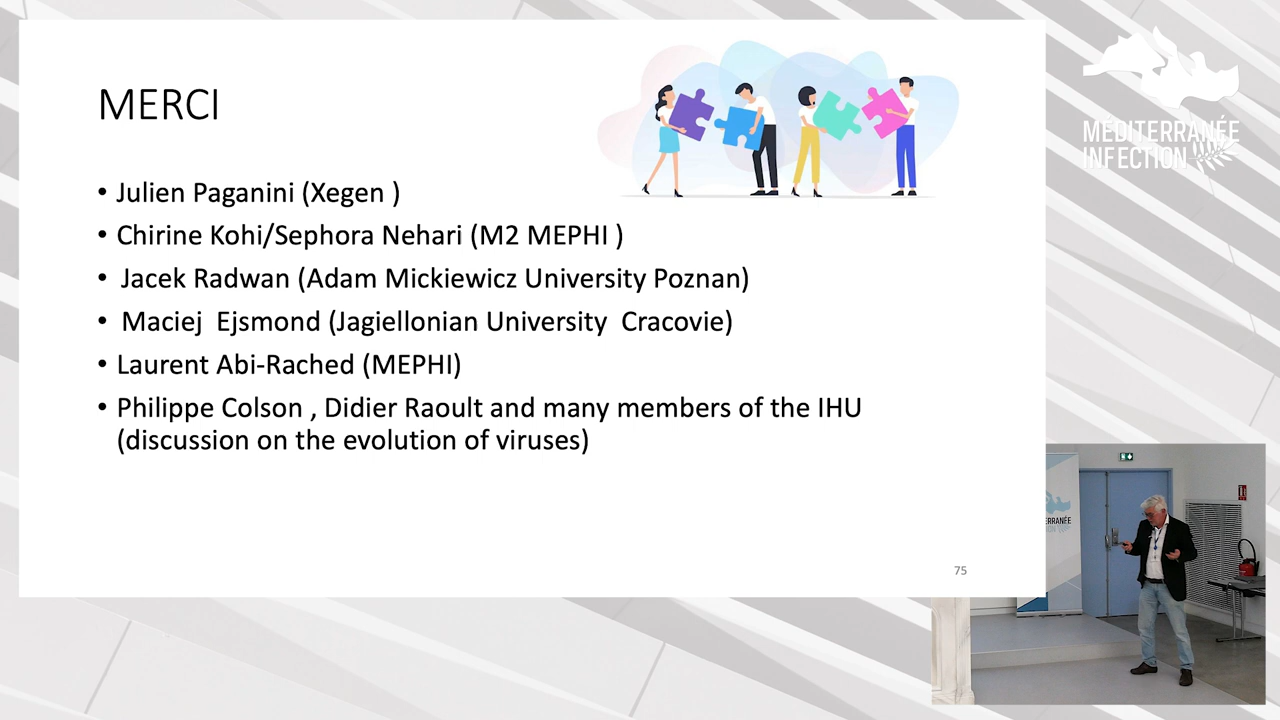 MERCI
• Julien Paganini (Xegen )
• Chirine Kohi/Sephora Nehari (M2 MEPHI )
• Jacek Radwan (Adam Mickiewicz University Poznan)
• Maciej Ejsmond (Jagiellonian University Cracovie)
• Laurent Abi-Rached (MEPHI)
• Philippe Colson , Didier Raoult and many members of the IHU
(discussion on the evolution of viruses)
75
MÉDITERRANÉE
INFECTION
ERRANÉE